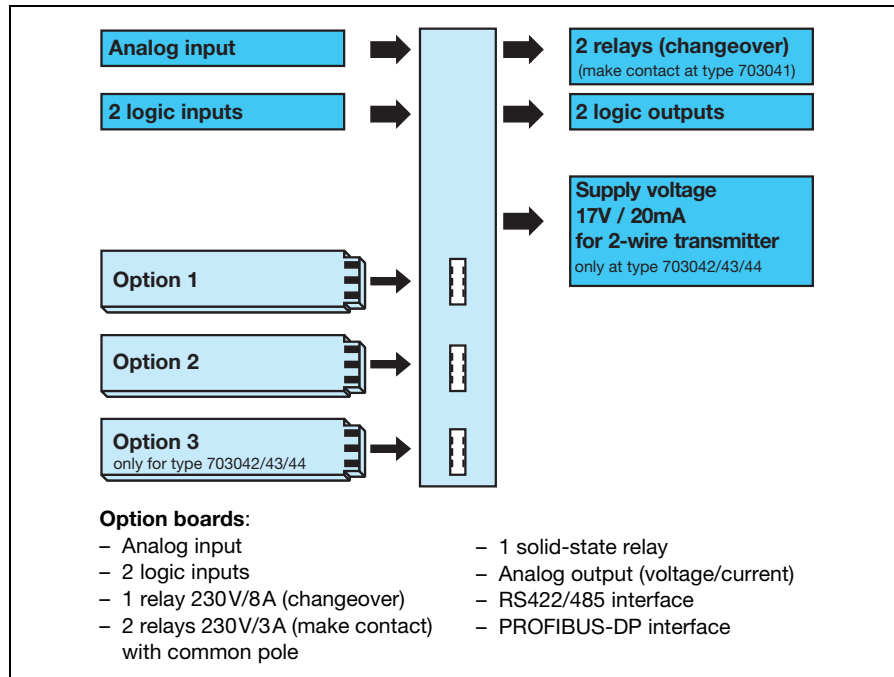 Analog input
2 relays (changeover)
(make contact at type 703041)
2 logic inputs
2 logic outputs
Supply voltage
17V / 20mA
for 2-wire transmitter
only at type 703042/43/44
Option 1
Option 2
Option 3
only for type 703042/43/44
Option boards:
– Analog input
– 2 logic inputs
– 1 relay 230V/8A (changeover)
– 2 relays 230V/3A (make contact)
with common pole
– 1 solid-state relay
– Analog output (voltage/current)
– RS422/485 interface
– PROFIBUS-DP interface